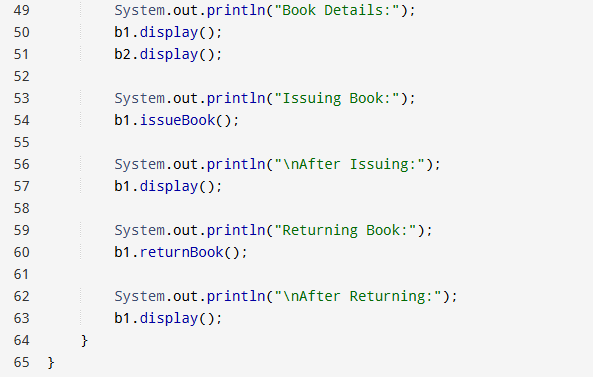 49 System.out.println("Book Details:");
50 b1.display();
51 b2.display();
52
53 System.out.println("Issuing Book:");
54 b1.issueBook();
55
56 System.out.println("\nAfter Issuing:");
57 b1.display();
58
59 System.out.println("Returning Book:");
60 b1.returnBook();
61
62 System.out.println("\nAfter Returning:");
63 b1.display();
64 }
65 }